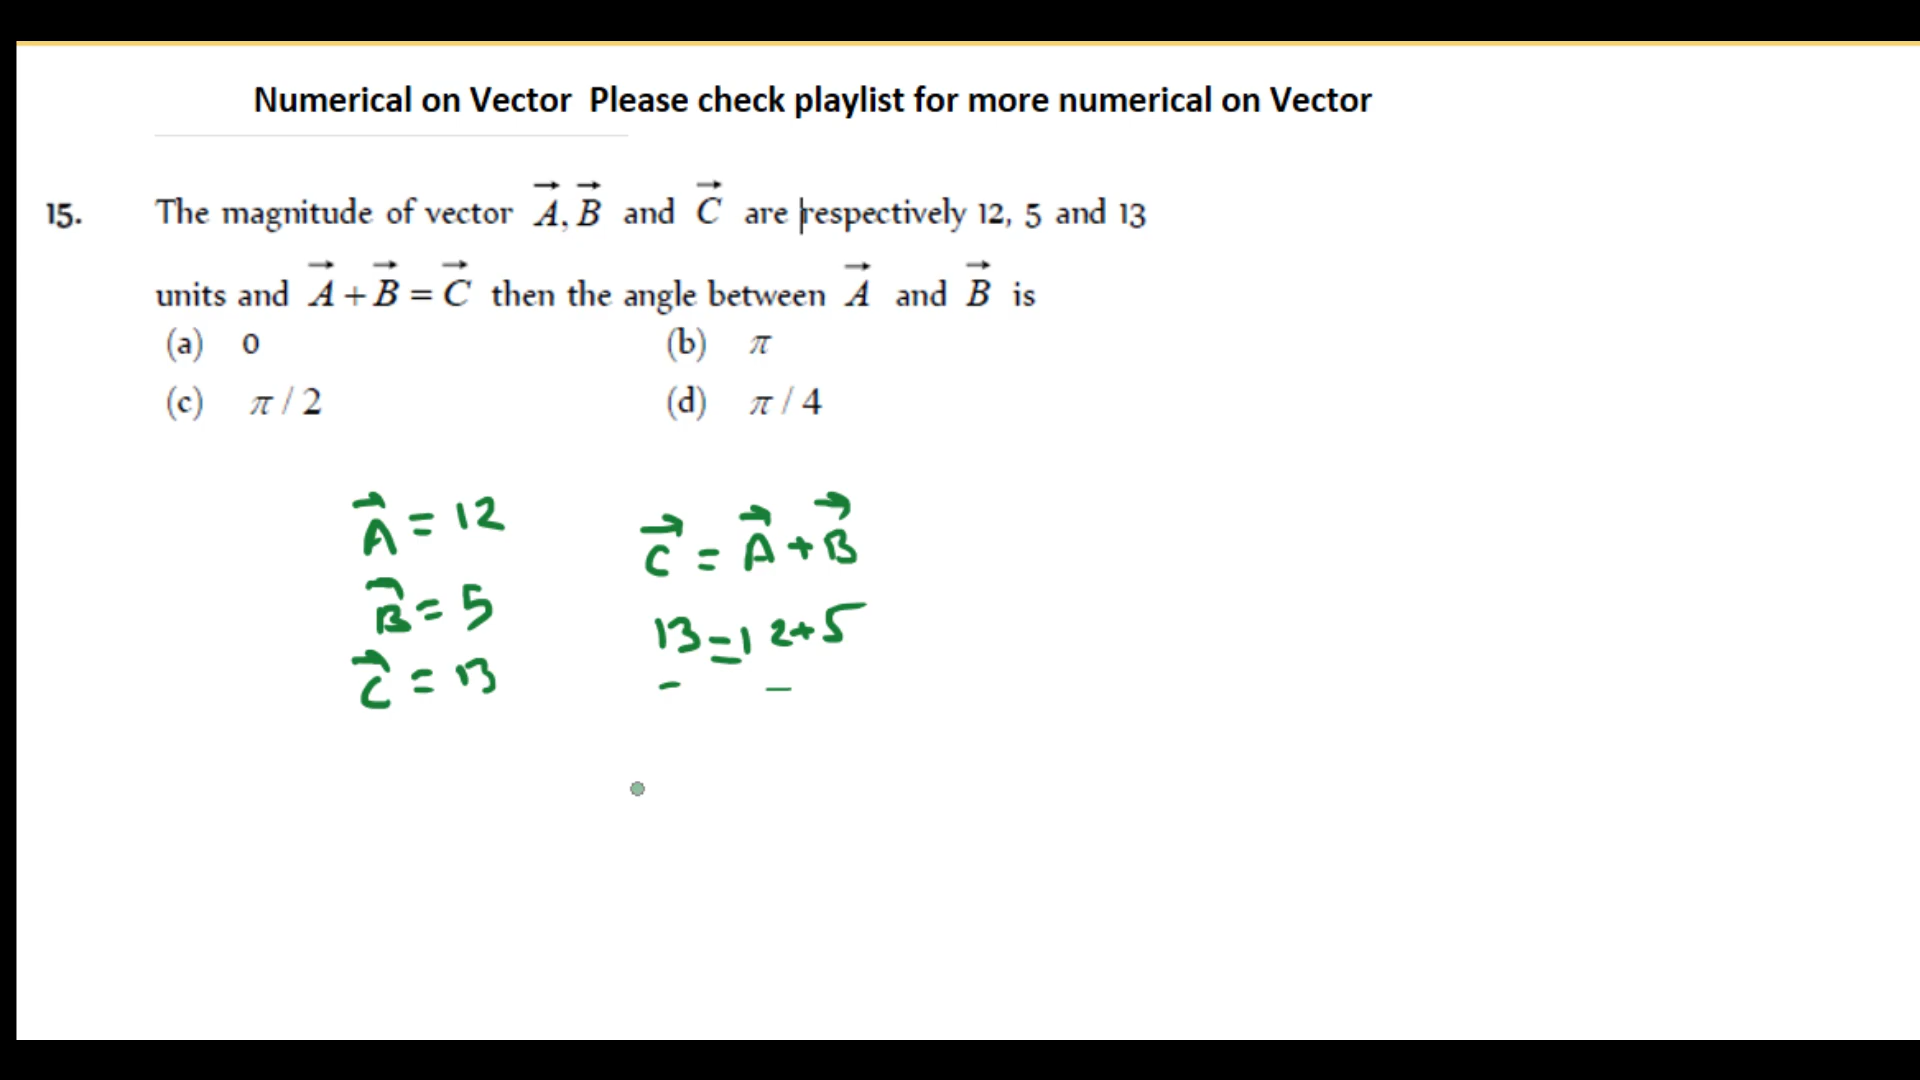 Numerical on Vector  Please check playlist for more numerical on Vector
15. The magnitude of vector A⃗, B⃗ and C⃗ are respectively 12, 5 and 13
units and A⃗ + B⃗ = C⃗ then the angle between A⃗ and B⃗ is
(a) 0 (b) π
(c) π / 2 (d) π / 4
A⃗ = 12
B⃗ = 5
C⃗ = 13
C⃗ = A⃗ + B⃗
13 = 12 + 5